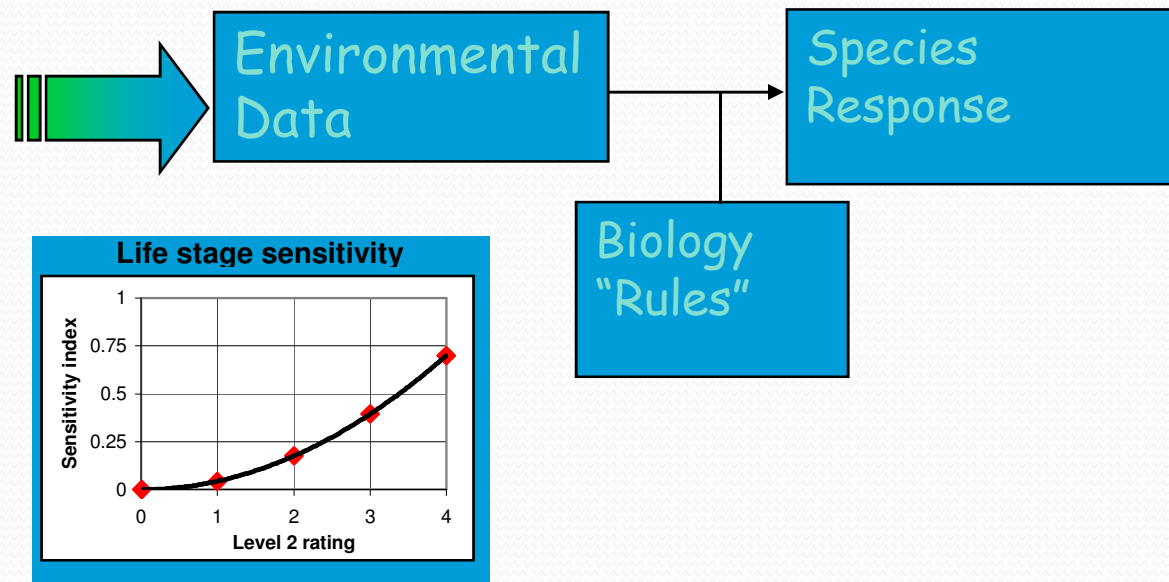 Environmental
Data
Species
Response
Biology
“Rules”
Life stage sensitivity
Sensitivity index
1
0.75
0.5
0.25
0
0 1 2 3 4
Level 2 rating